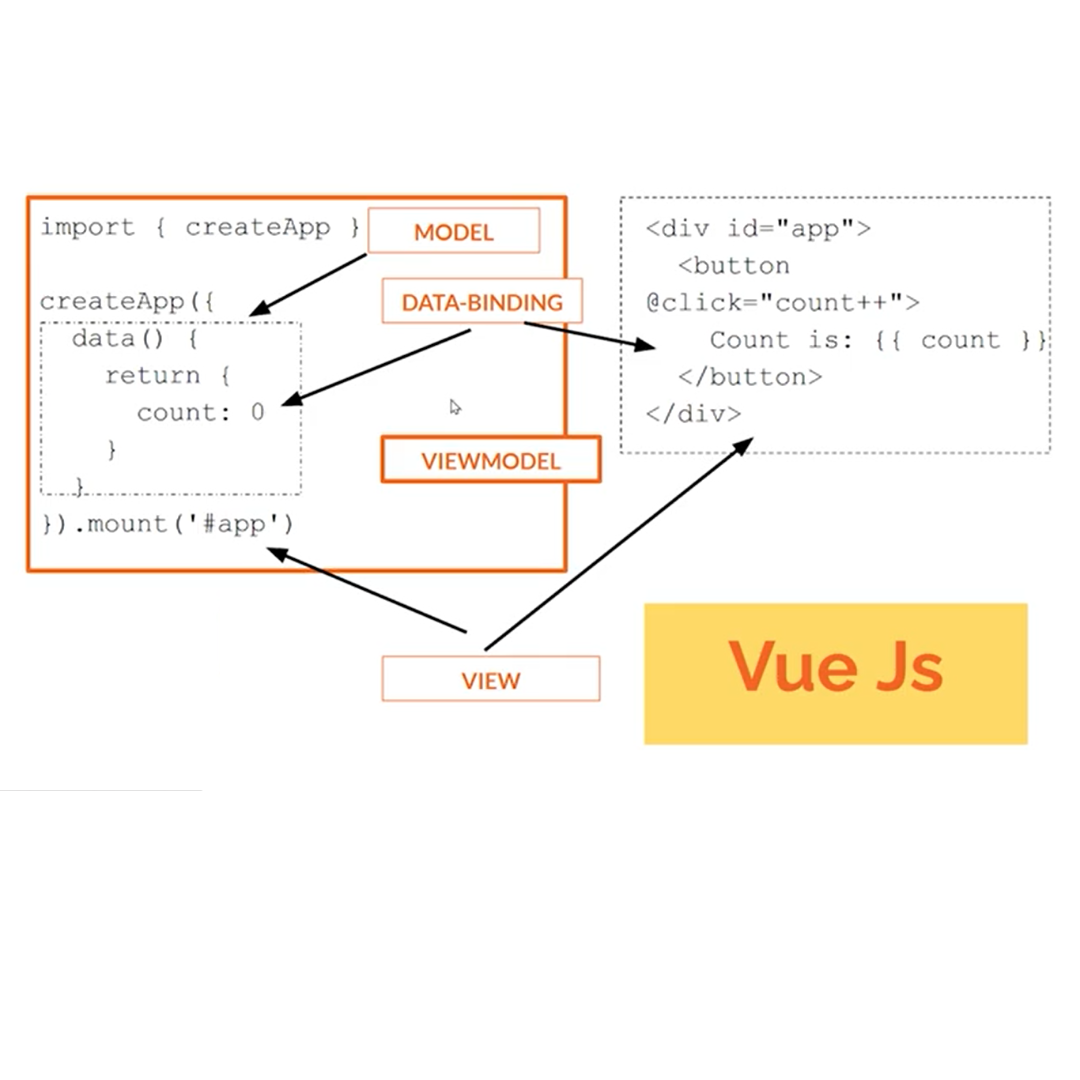 import { createApp }
MODEL
createApp({
DATA-BINDING
data() {
return {
count: 0
}
}
VIEWMODEL
}).mount('#app')
<div id="app">
<button
@click="count++">
Count is: {{ count }}
</button>
</div>
VIEW
Vue Js